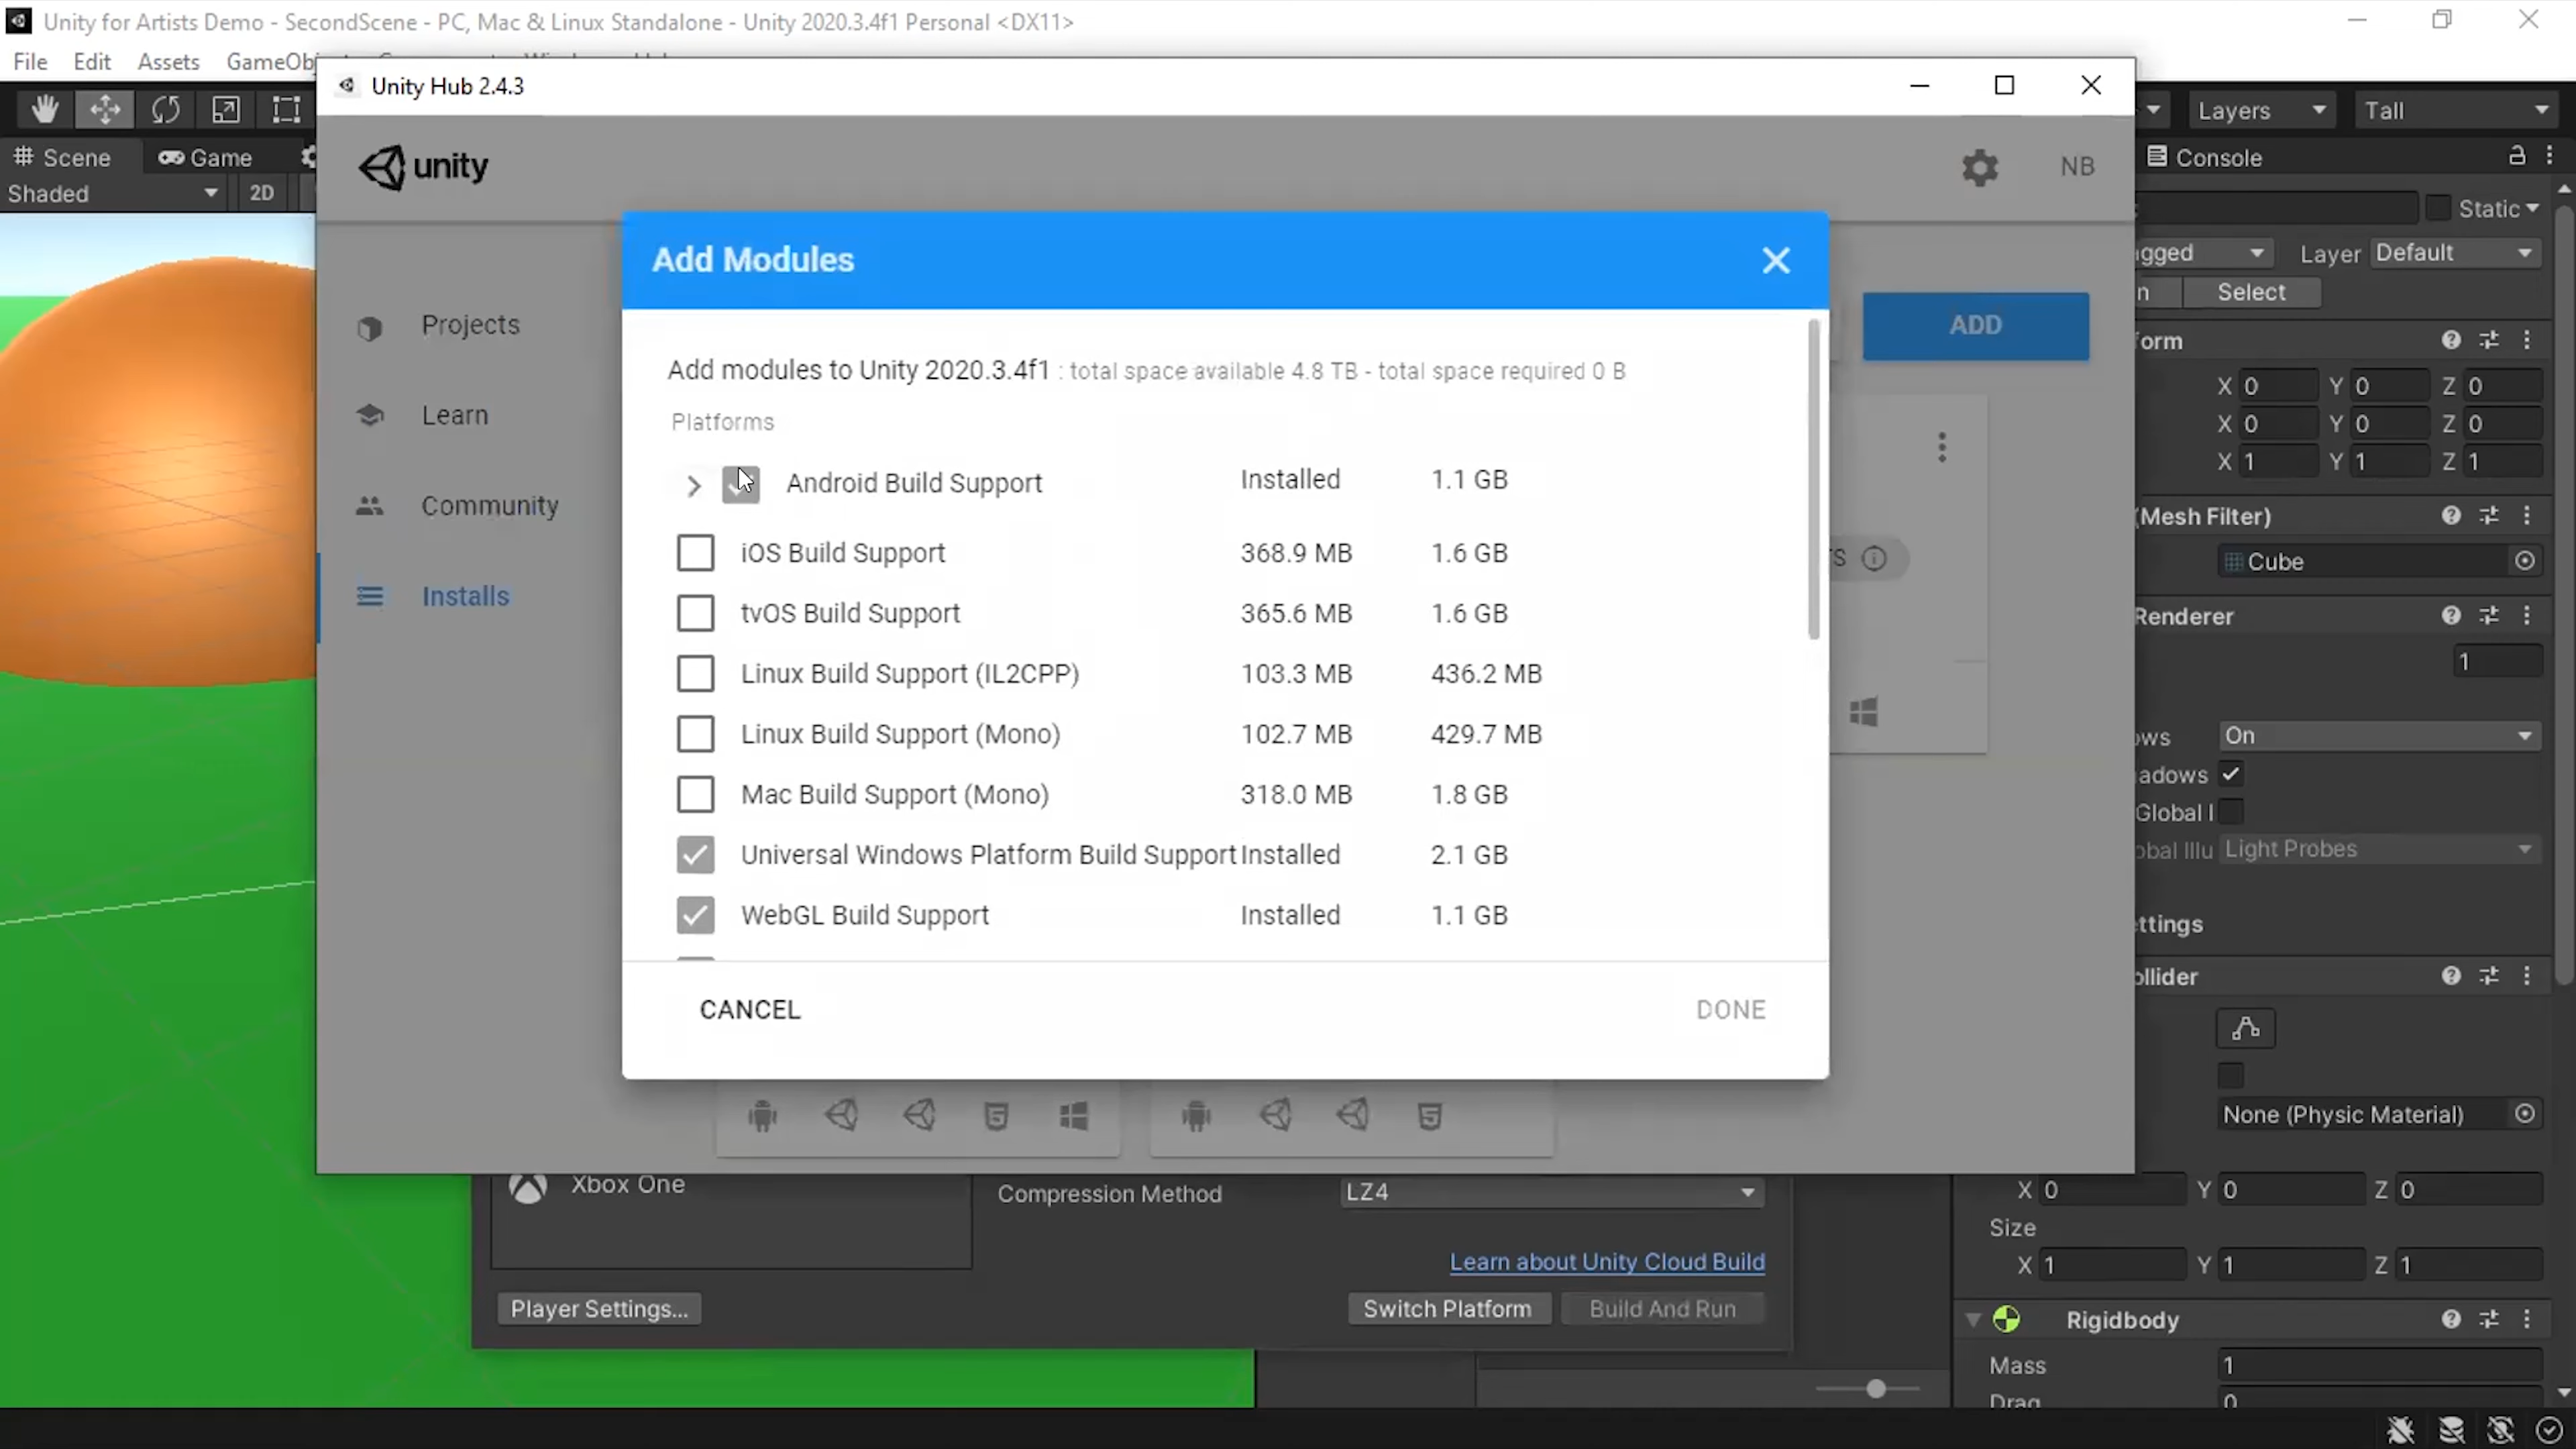 Unity for Artists Demo - SecondScene - PC, Mac & Linux Standalone - Unity 2020.3.4f1 Personal <DX11>
File Edit Assets
Unity Hub 2.4.3
Layers Tall
Scene Game
Console
unity
NB
Shaded 2D
Static
Add Modules
Layer Default
Select
Projects
ADD
Add modules to Unity 2020.3.4f1 : total space available 4.8 TB - total space required 0 B
X 0 Y 0 Z 0
Learn
Platforms
X 0 Y 0 Z 0
X 1 Y 1 Z 1
Android Build Support Installed 1.1 GB
Community
(Mesh Filter)
iOS Build Support 368.9 MB 1.6 GB
Cube
Installs
tvOS Build Support 365.6 MB 1.6 GB
Renderer
1
Linux Build Support (IL2CPP) 103.3 MB 436.2 MB
Linux Build Support (Mono) 102.7 MB 429.7 MB
On
Mac Build Support (Mono) 318.0 MB 1.8 GB
Global I
Universal Windows Platform Build Support Installed 2.1 GB
Light Probes
WebGL Build Support Installed 1.1 GB
CANCEL DONE
None (Physic Material)
Xbox One
Compression Method LZ4
X 0 Y 0 Z 0
Size
Learn about Unity Cloud Build
X 1 Y 1 Z 1
Player Settings... Switch Platform Build And Run
Rigidbody
Mass 1
Drag 0